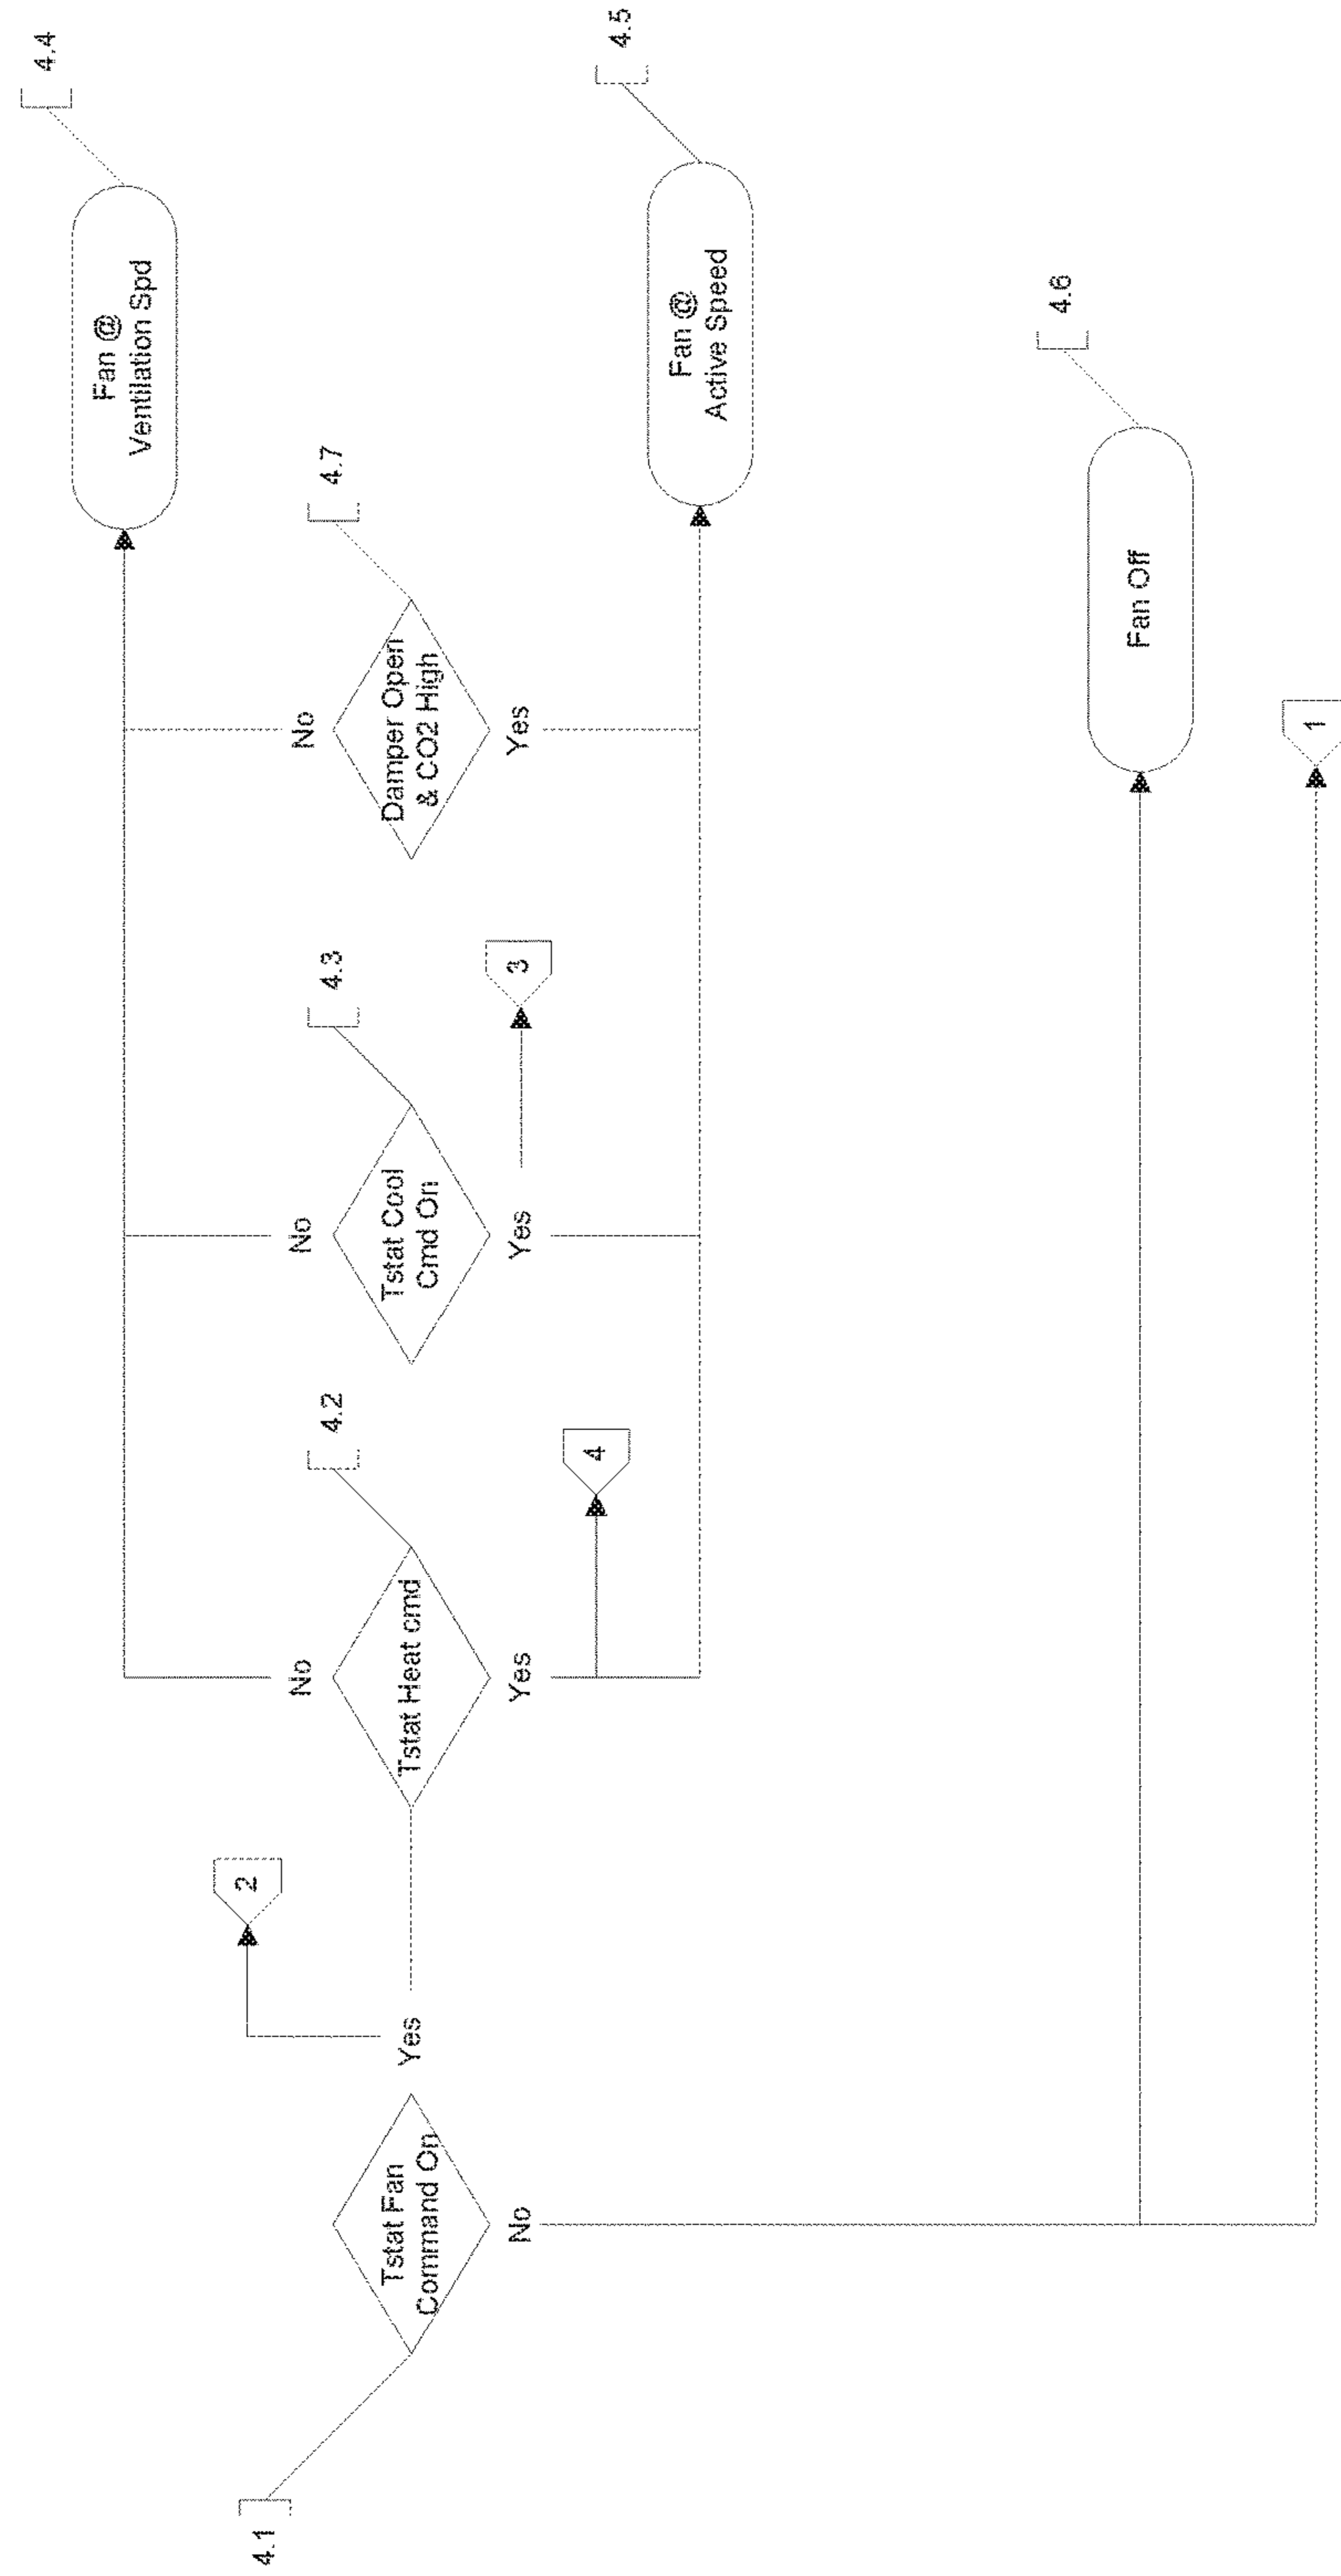 4.1
Tstat Fan
Command On
Yes
No
2
Tstat Heat cmd
4.2
No
Yes
4
Tstat Cool
Cmd On
4.3
No
Yes
3
Damper Open
& CO2 High
4.7
No
Yes
Fan @
Ventilation Spd
4.4
Fan @
Active Speed
4.5
Fan Off
4.6
1